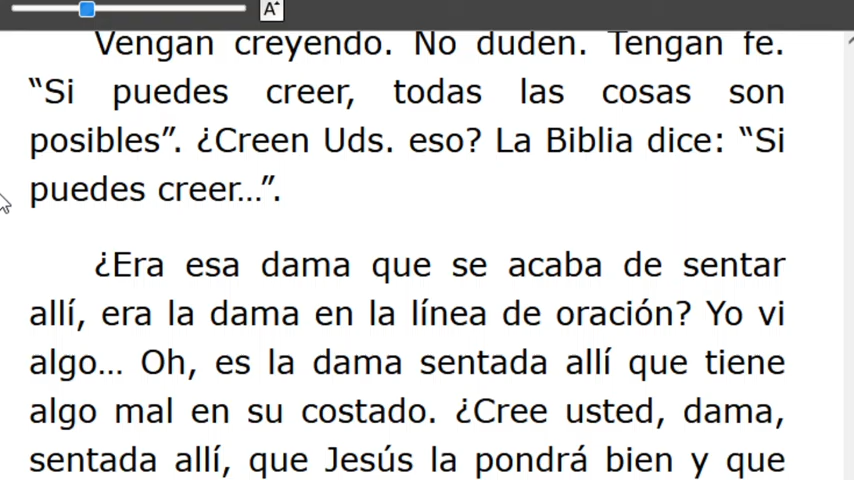 A
Vengan creyendo. No duden. Tengan fe.
“Si puedes creer, todas las cosas son
posibles”. ¿Creen Uds. eso? La Biblia dice: “Si
puedes creer…”.
¿Era esa dama que se acaba de sentar
allí, era la dama en la línea de oración? Yo vi
algo… Oh, es la dama sentada allí que tiene
algo mal en su costado. ¿Cree usted, dama,
sentada allí, que Jesús la pondrá bien y que